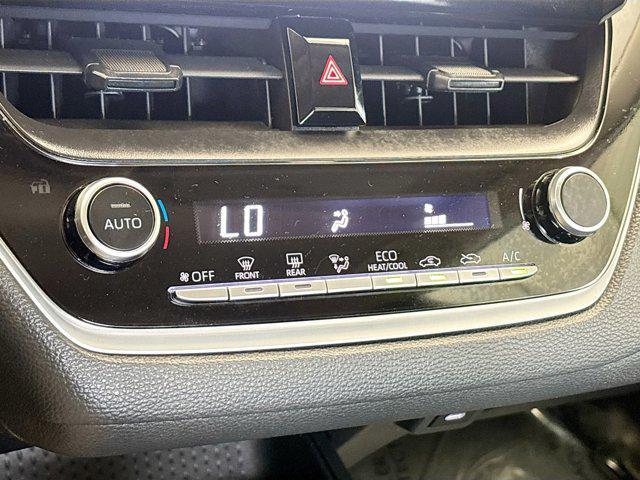 AUTO
LO
OFF
FRONT
REAR
ECO
HEAT/COOL
A/C